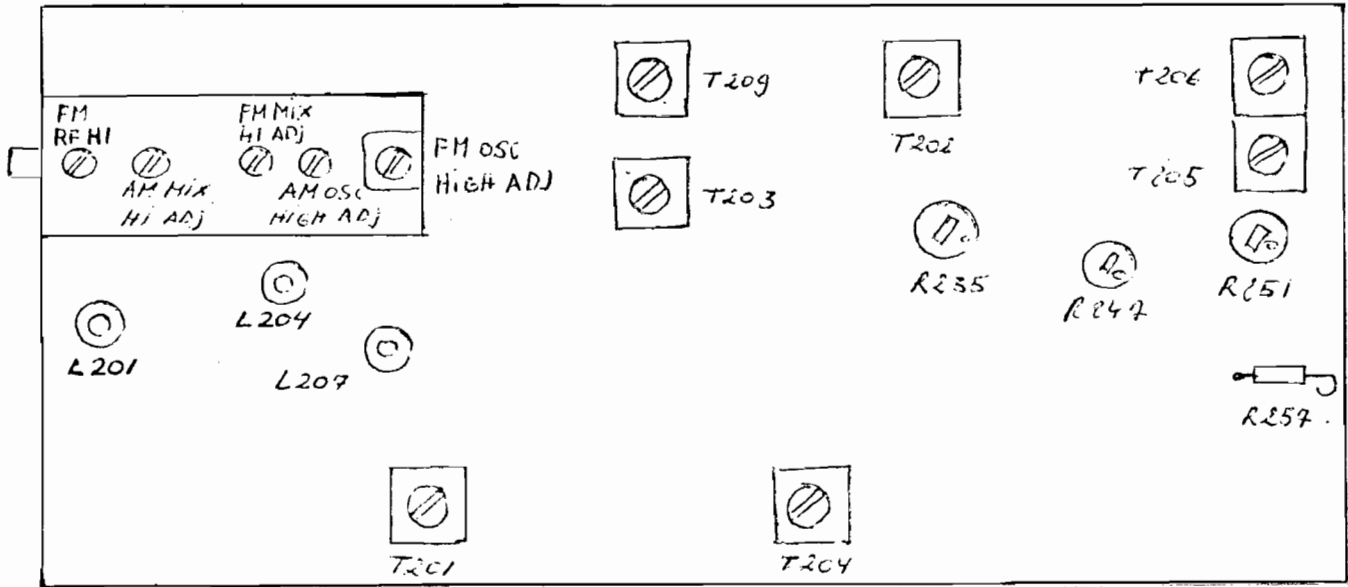 FM
RF HI
FM MIX
HI ADJ
AM MIX
HI ADJ
AM OSC
HIGH ADJ
FM OSC
HIGH ADJ
T209
T203
T202
T206
T205
R235
R247
R251
L201
L204
L207
R257.
T201
T204